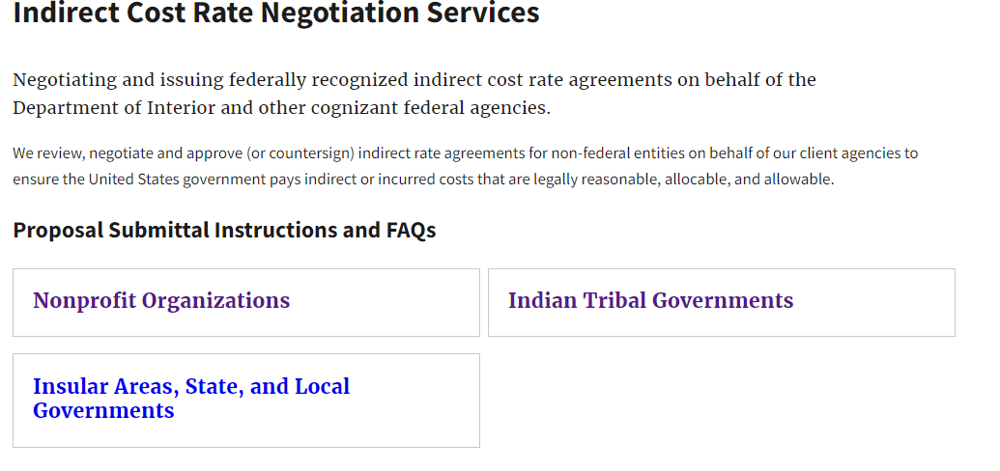 Indirect Cost Rate Negotiation Services
Negotiating and issuing federally recognized indirect cost rate agreements on behalf of the
Department of Interior and other cognizant federal agencies.
We review, negotiate and approve (or countersign) indirect rate agreements for non-federal entities on behalf of our client agencies to
ensure the United States government pays indirect or incurred costs that are legally reasonable, allocable, and allowable.
Proposal Submittal Instructions and FAQs
Nonprofit Organizations
Indian Tribal Governments
Insular Areas, State, and Local
Governments